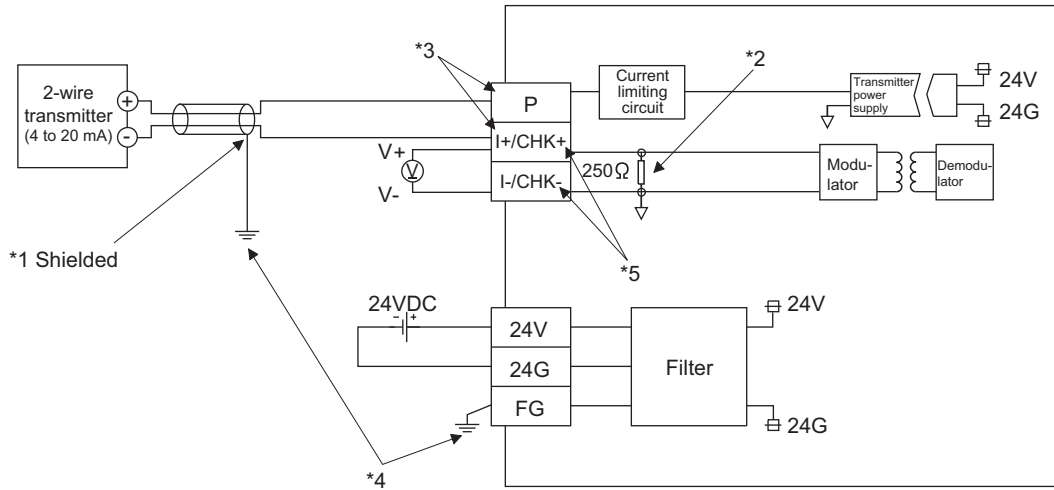 2-wire
transmitter
(4 to 20 mA)
+
-
*1 Shielded
*3
P
I+/CHK+
I-/CHK-
V+
V
V-
Current
limiting
circuit
*2
250Ω
Transmitter
power
supply
24V
24G
Modu-
lator
Demodu-
lator
*5
24VDC
- +
24V
24G
FG
Filter
24V
24G
*4